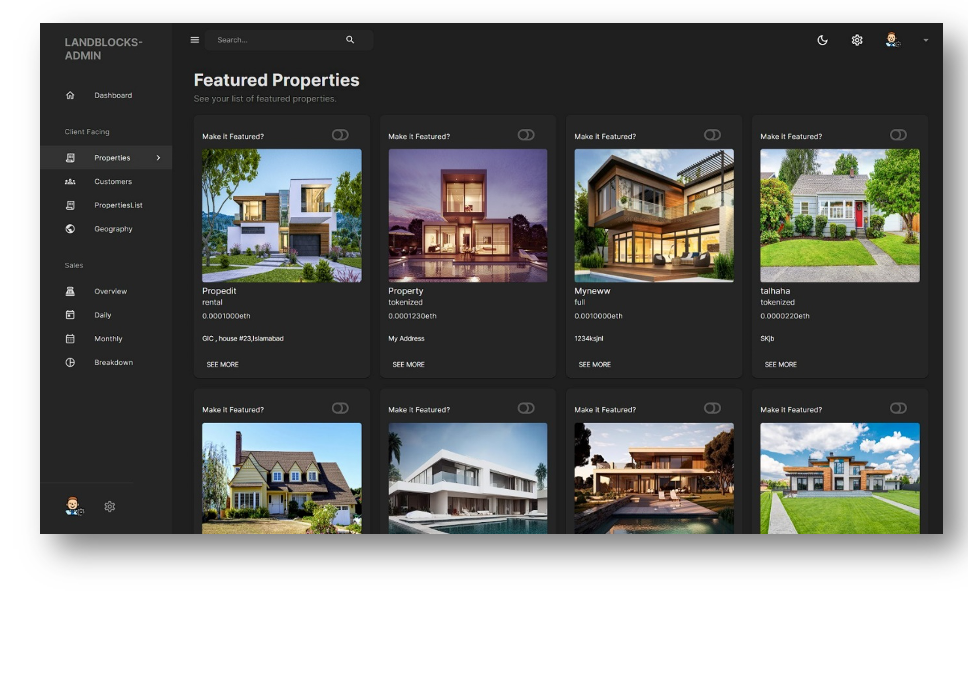 LANDBLOCKS-
ADMIN
Search...
Dashboard
Client Facing
Properties
Customers
PropertiesList
Geography
Sales
Overview
Daily
Monthly
Breakdown
Featured Properties
See your list of featured properties.
Make it Featured?
Make it Featured?
Make it Featured?
Make it Featured?
Propedit
rental
0.0001000eth
GIC , house #23,Islamabad
SEE MORE
Property
tokenized
0.0001230eth
My Address
SEE MORE
Myneww
full
0.0010000eth
1234ksjnl
SEE MORE
talhaha
tokenized
0.0000220eth
SKjb
SEE MORE
Make it Featured?
Make it Featured?
Make it Featured?
Make it Featured?